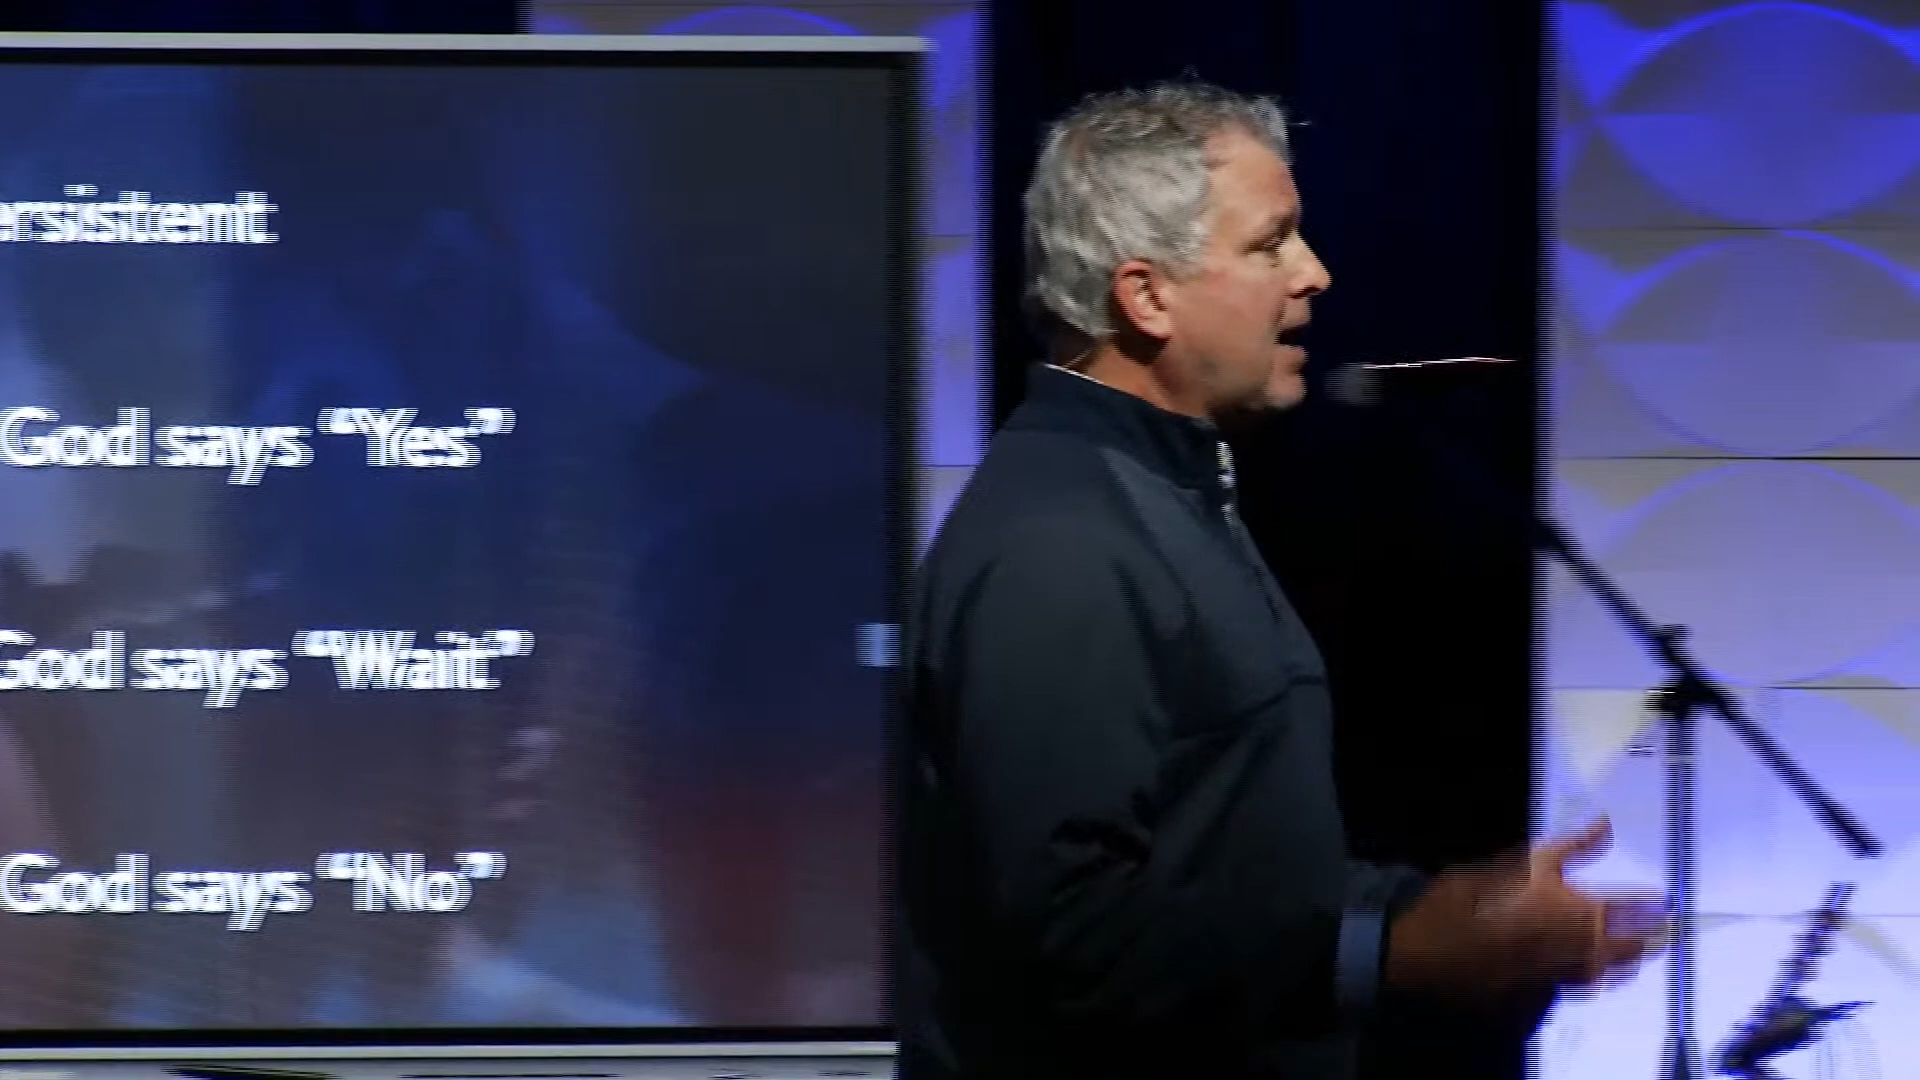 ersistent
God says “Yes”
God says “Wait”
God says “No”